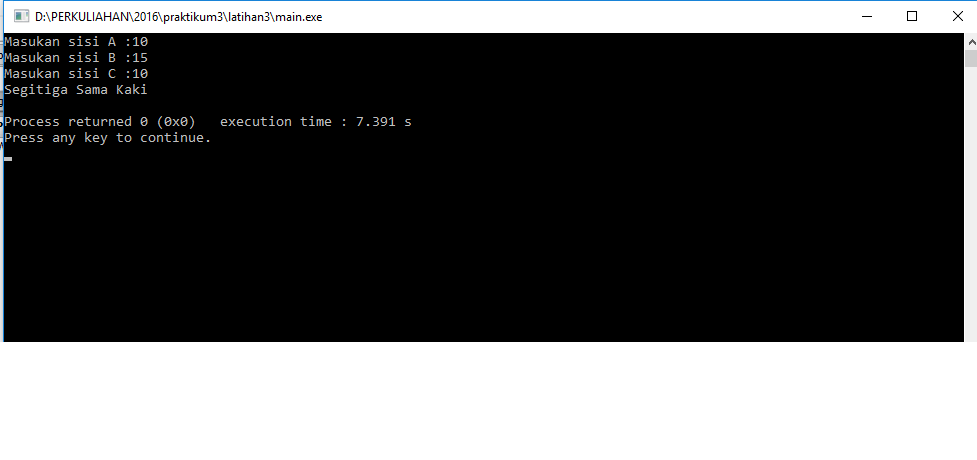 D:\PERKULIAHAN\2016\praktikum3\latihan3\main.exe
Masukan sisi A :10
Masukan sisi B :15
Masukan sisi C :10
Segitiga Sama Kaki
Process returned 0 (0x0)   execution time : 7.391 s
Press any key to continue.